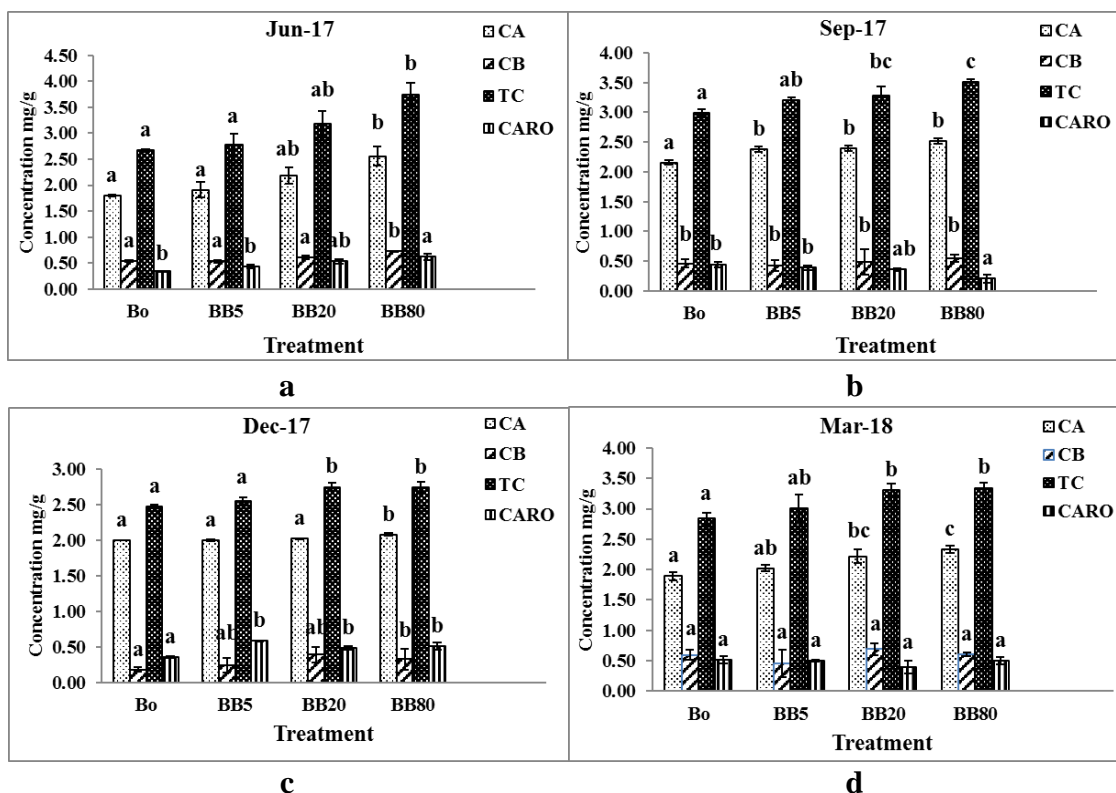 Jun-17
CA
CB
TC
CARO
Concentration mg/g
4.50
4.00
3.50
3.00
2.50
2.00
1.50
1.00
0.50
0.00
a a a b
a a a b
ab a ab ab
b b b a
Bo BB5 BB20 BB80
Treatment
a
Sep-17
CA
CB
TC
CARO
Concentration mg/g
4.00
3.50
3.00
2.50
2.00
1.50
1.00
0.50
0.00
a b a b
b b ab b
b b bc ab
b b c a
Bo BB5 BB20 BB80
Treatment
b
Dec-17
CA
CB
TC
CARO
Concentration mg/g
3.00
2.50
2.00
1.50
1.00
0.50
0.00
a a a a
a ab a b
a ab b b
b b b b
Bo BB5 BB20 BB80
Treatment
c
Mar-18
CA
CB
TC
CARO
Concentration mg/g
4.00
3.50
3.00
2.50
2.00
1.50
1.00
0.50
0.00
a a a a
ab a ab a
bc a b a
c a b a
Bo BB5 BB20 BB80
Treatment
d